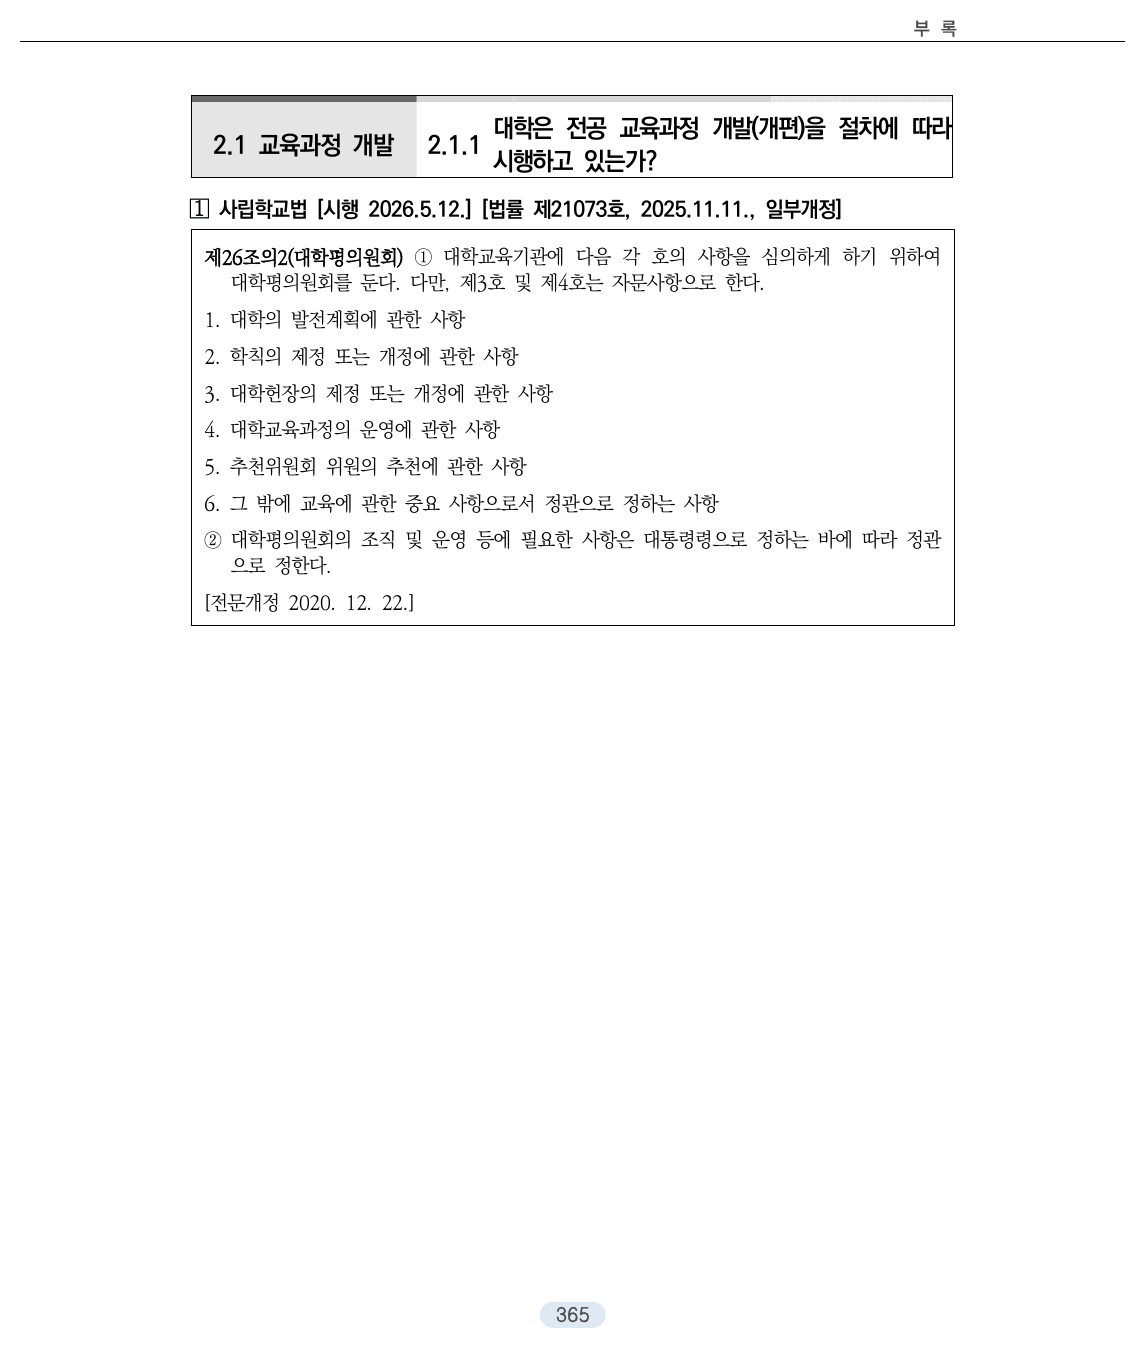 부 록
2.1 교육과정 개발
2.1.1
대학은 전공 교육과정 개발(개편)을 절차에 따라
시행하고 있는가?
1 사립학교법 [시행 2026.5.12.] [법률 제21073호, 2025.11.11., 일부개정]
제26조의2(대학평의원회) ① 대학교육기관에 다음 각 호의 사항을 심의하게 하기 위하여
대학평의원회를 둔다. 다만, 제3호 및 제4호는 자문사항으로 한다.
1. 대학의 발전계획에 관한 사항
2. 학칙의 제정 또는 개정에 관한 사항
3. 대학헌장의 제정 또는 개정에 관한 사항
4. 대학교육과정의 운영에 관한 사항
5. 추천위원회 위원의 추천에 관한 사항
6. 그 밖에 교육에 관한 중요 사항으로서 정관으로 정하는 사항
② 대학평의원회의 조직 및 운영 등에 필요한 사항은 대통령령으로 정하는 바에 따라 정관
으로 정한다.
[전문개정 2020. 12. 22.]
365